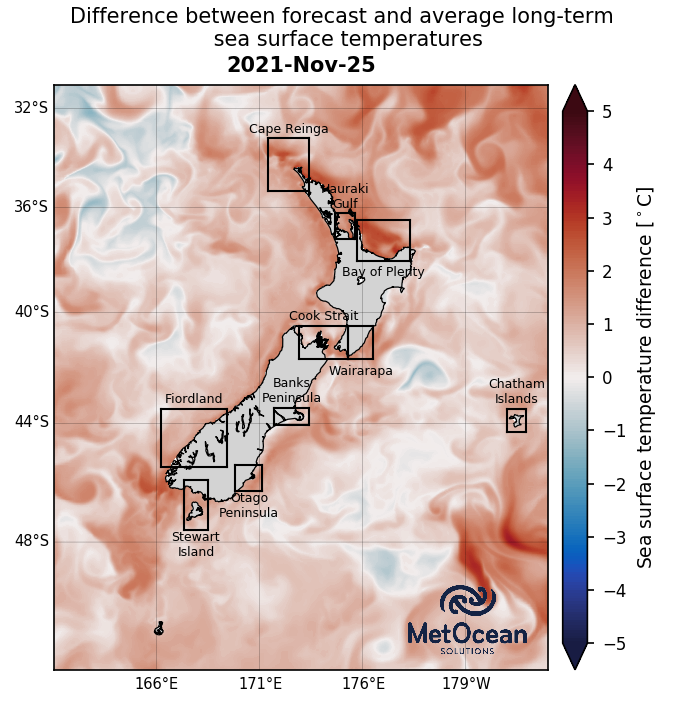 Difference between forecast and average long-term
sea surface temperatures
2021-Nov-25
32°S
36°S
40°S
44°S
48°S
Cape Reinga
Hauraki
Gulf
Bay of Plenty
Cook Strait
Wairarapa
Banks
Peninsula
Fiordland
Chatham
Islands
Otago
Peninsula
Stewart
Island
MetOcean
SOLUTIONS
166°E
171°E
176°E
179°W
5
4
3
2
1
0
−1
−2
−3
−4
−5
Sea surface temperature difference [°C]